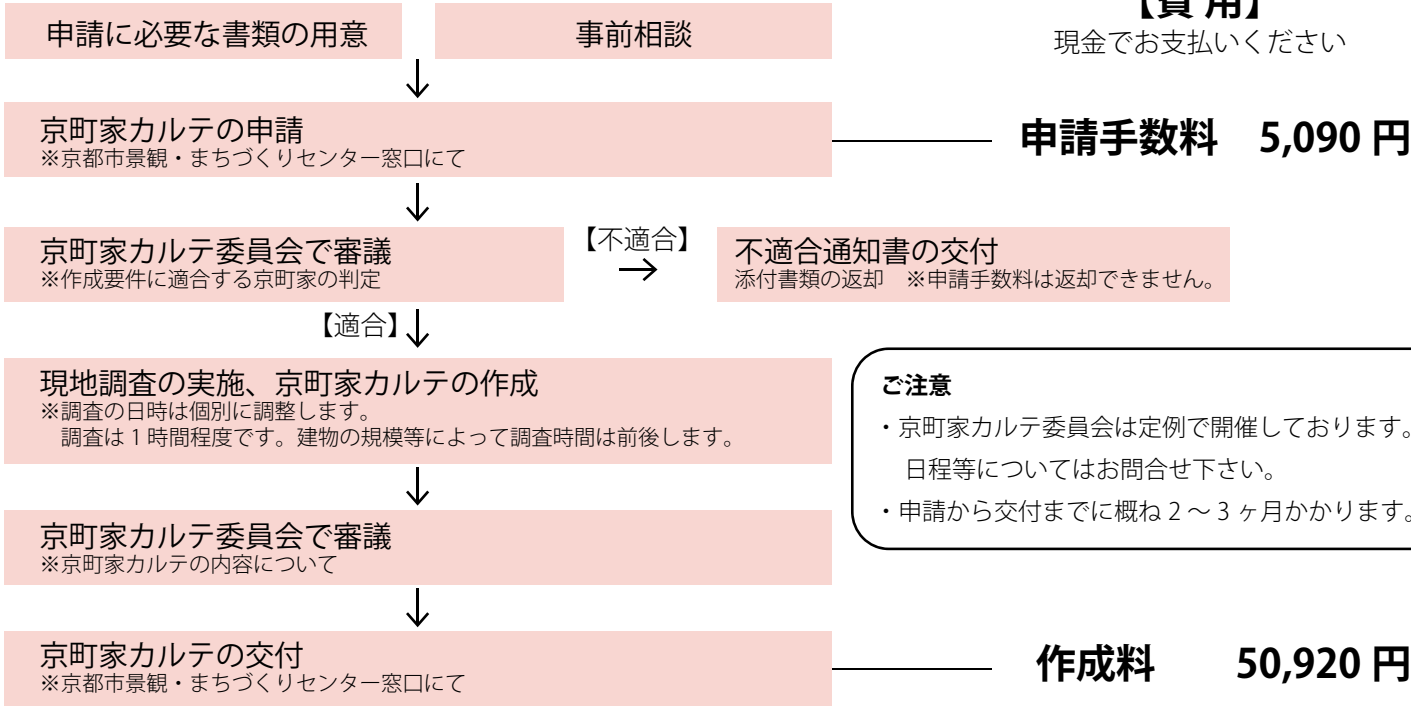 【費 用】
現金でお支払いください
申請に必要な書類の用意
事前相談
京町家カルテの申請
※京都市景観・まちづくりセンター窓口にて
申請手数料 5,090 円
京町家カルテ委員会で審議
※作成要件に適合する京町家の判定
【不適合】
不適合通知書の交付
添付書類の返却 ※申請手数料は返却できません。
【適合】
現地調査の実施、京町家カルテの作成
※調査の日時は個別に調整します。
調査は 1 時間程度です。建物の規模等によって調査時間は前後します。
ご注意
・京町家カルテ委員会は定例で開催しております。
日程等についてはお問合せ下さい。
・申請から交付までに概ね 2 〜 3 ヶ月かかります。
京町家カルテ委員会で審議
※京町家カルテの内容について
京町家カルテの交付
※京都市景観・まちづくりセンター窓口にて
作成料 50,920 円